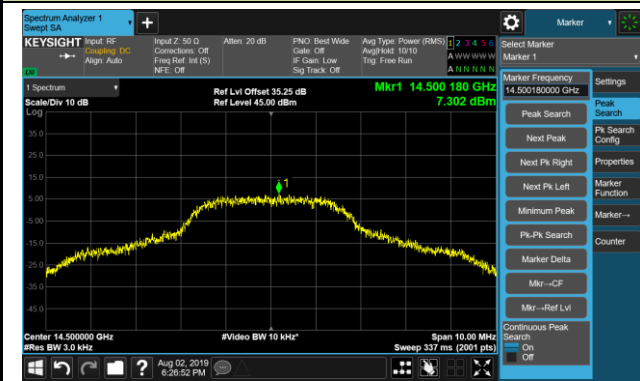 Spectrum Analyzer 1
Swept SA
KEYSIGHT
Input: RF
Coupling: DC
Align: Auto
Input Z: 50 Ω
Corrections: Off
Freq Ref: Int (S)
NFE: Off
Atten: 20 dB
PNO: Best Wide
Gate: Off
IF Gain: Low
Sig Track: Off
Avg Type: Power (RMS)
Avg|Hold: 10/10
Trig: Free Run
1 2 3 4 5 6
A W W W W W
A N N N N N
1 Spectrum
Scale/Div 10 dB
Log
Ref Lvl Offset 35.25 dB
Ref Level 45.00 dBm
Mkr1 14.500 180 GHz
7.302 dBm
35.0
25.0
15.0
5.00
-5.00
-15.0
-25.0
-35.0
-45.0
1
Center 14.500000 GHz
#Res BW 3.0 kHz
#Video BW 10 kHz*
Span 10.00 MHz
Sweep 337 ms (2001 pts)
Aug 02, 2019
6:26:52 PM
?
Marker
Select Marker
Marker 1
Marker Frequency
14.500180000 GHz
Peak Search
Next Peak
Next Pk Right
Next Pk Left
Minimum Peak
Pk-Pk Search
Marker Delta
Mkr→CF
Mkr→Ref Lvl
Continuous Peak
Search
On
Off
Settings
Peak
Search
Pk Search
Config
Properties
Marker
Function
Marker→
Counter